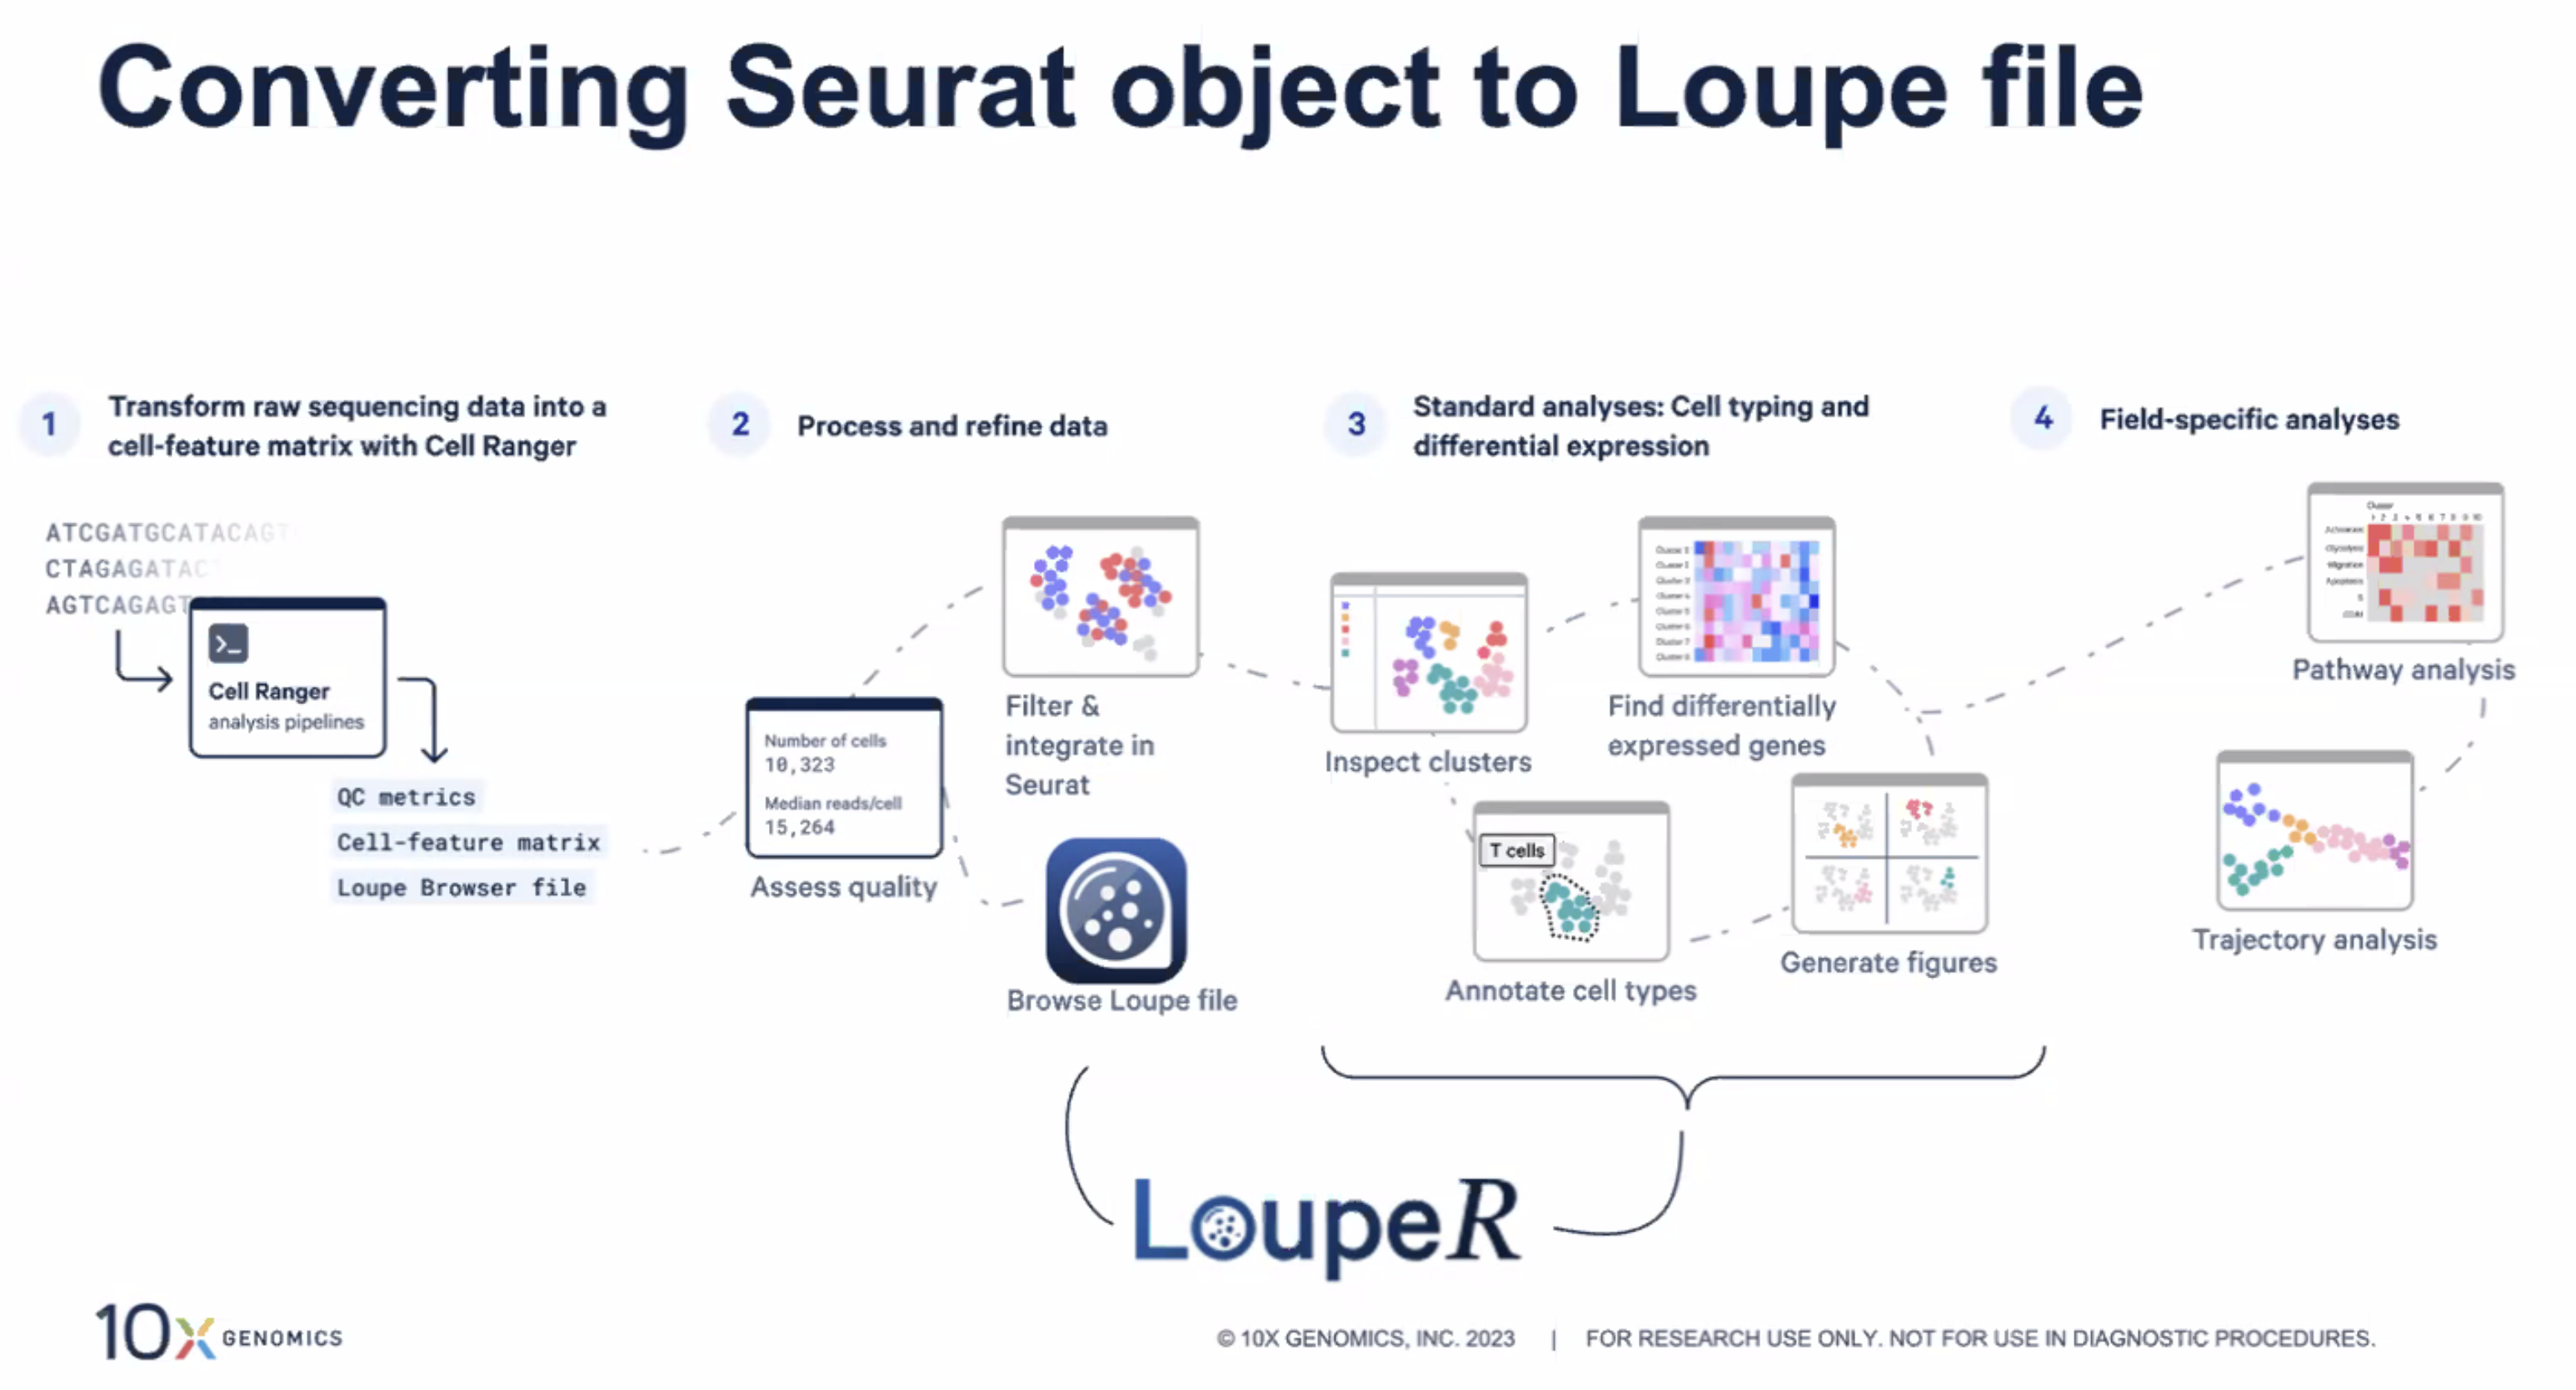 Converting Seurat object to Loupe file
1
Transform raw sequencing data into a
cell-feature matrix with Cell Ranger
ATCGATGCATACAGT
CTAGAGATACT
AGTCAGAGT
>_
Cell Ranger
analysis pipelines
QC metrics
Cell-feature matrix
Loupe Browser file
2
Process and refine data
Number of cells
10,323
Median reads/cell
15,264
Assess quality
Filter &
integrate in
Seurat
Browse Loupe file
3
Standard analyses: Cell typing and
differential expression
Inspect clusters
Find differentially
expressed genes
T cells
Annotate cell types
Generate figures
4
Field-specific analyses
Glycolysis
Migration
Apoptosis
Pathway analysis
Trajectory analysis
LoupeR
10X GENOMICS
© 10X GENOMICS, INC. 2023 | FOR RESEARCH USE ONLY. NOT FOR USE IN DIAGNOSTIC PROCEDURES.